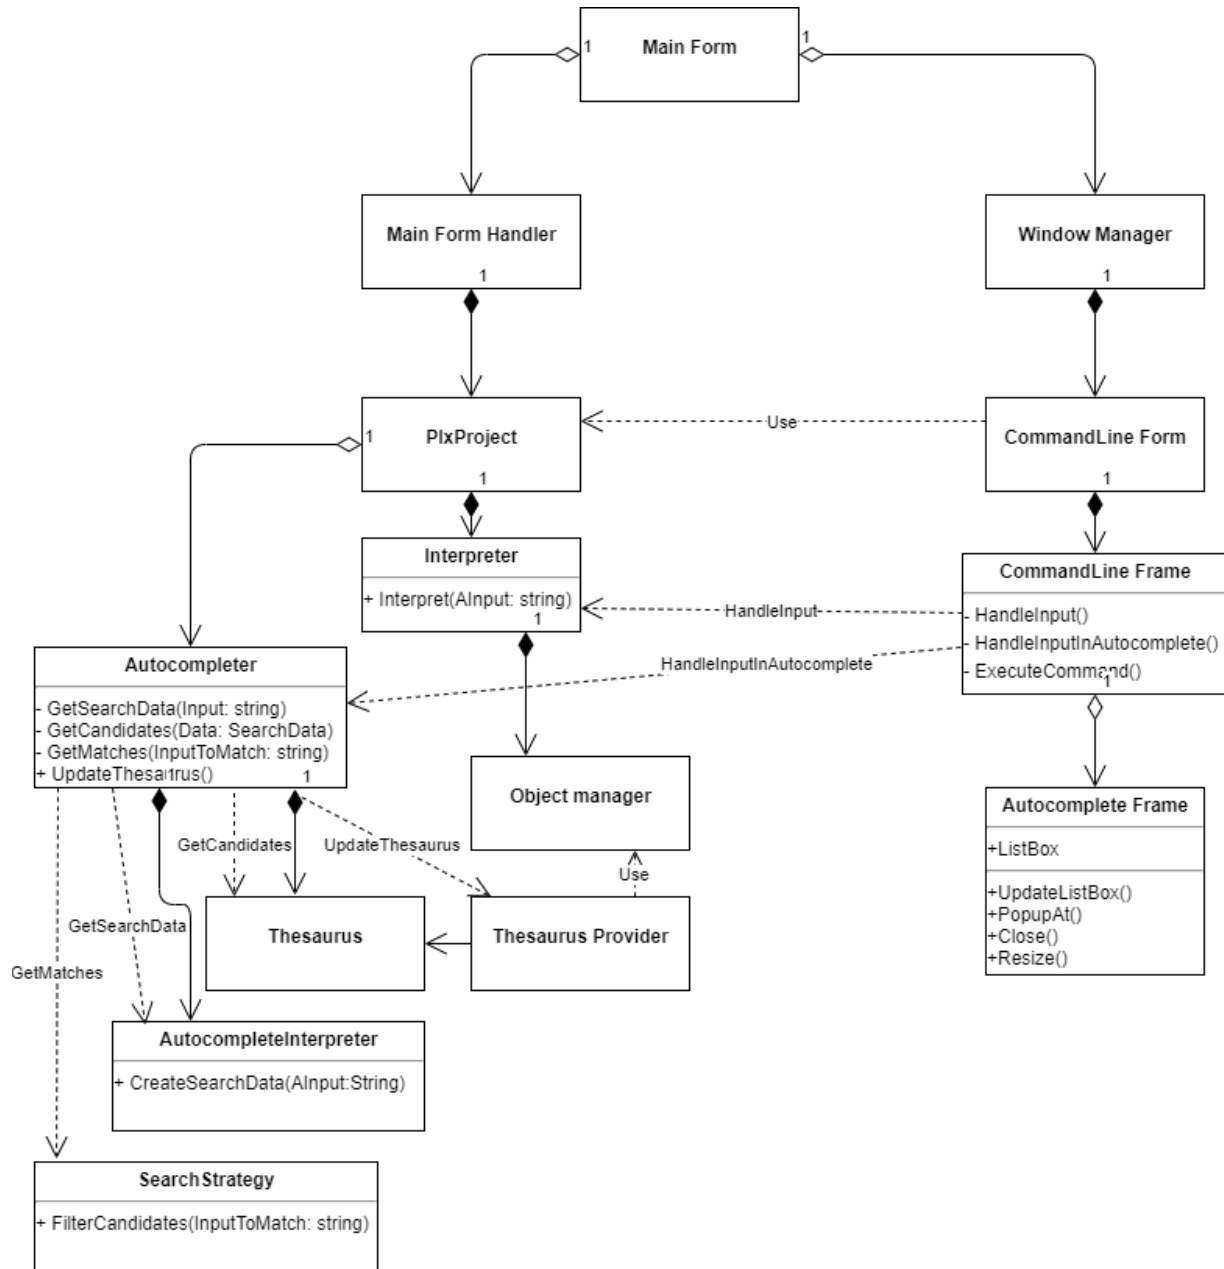 1
Main Form
1
Main Form Handler
1
Window Manager
1
1
PlxProject
1
Use
CommandLine Form
1
Interpreter
+ Interpret(AInput: string)
1
HandleInput
CommandLine Frame
- HandleInput()
- HandleInputInAutocomplete()
- ExecuteCommand()
1
HandleInputInAutocomplete
Autocompleter
- GetSearchData(Input: string)
- GetCandidates(Data: SearchData)
- GetMatches(InputToMatch: string)
+ UpdateThesaurus()
1
Object manager
Autocomplete Frame
+ListBox
+UpdateListBox()
+PopupAt()
+Close()
+Resize()
GetCandidates
UpdateThesaurus
Use
Thesaurus
Thesaurus Provider
GetSearchData
GetMatches
AutocompleteInterpreter
+ CreateSearchData(AInput:String)
SearchStrategy
+ FilterCandidates(InputToMatch: string)